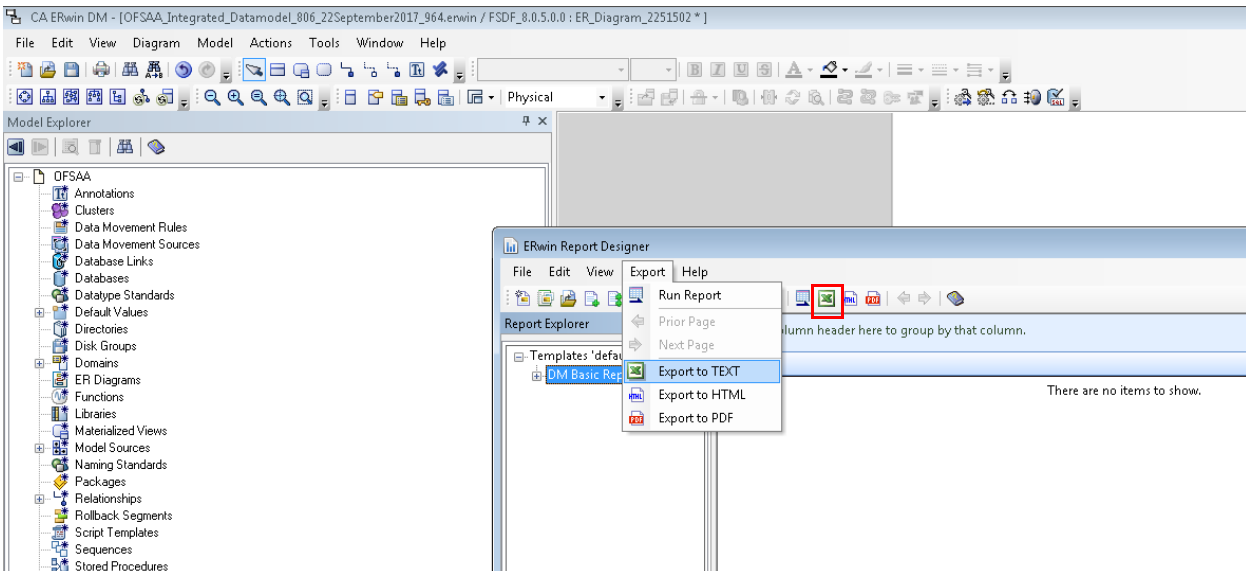 CA ERwin DM - [OFSAA_Integrated_Datamodel_806_22September2017_964.erwin / FSDF_8.0.5.0.0 : ER_Diagram_2251502 * ]
File Edit View Diagram Model Actions Tools Window Help
Physical
Model Explorer
OFSAA
Annotations
Clusters
Data Movement Rules
Data Movement Sources
Database Links
Databases
Datatype Standards
Default Values
Directories
Disk Groups
Domains
ER Diagrams
Functions
Libraries
Materialized Views
Model Sources
Naming Standards
Packages
Relationships
Rollback Segments
Script Templates
Sequences
Stored Procedures
ERwin Report Designer
File Edit View Export Help
Report Explorer
Templates 'defau
DM Basic Rep
Run Report
Prior Page
Next Page
Export to TEXT
Export to HTML
Export to PDF
lumn header here to group by that column.
There are no items to show.